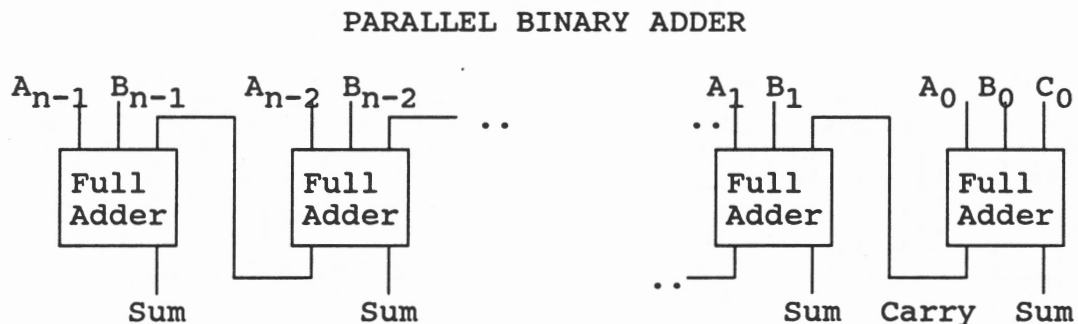 PARALLEL BINARY ADDER
An-1 Bn-1 An-2 Bn-2 A1 B1 A0 B0 C0
.. ..
Full Full Full Full
Adder Adder Adder Adder
..
Sum Sum Sum Carry Sum